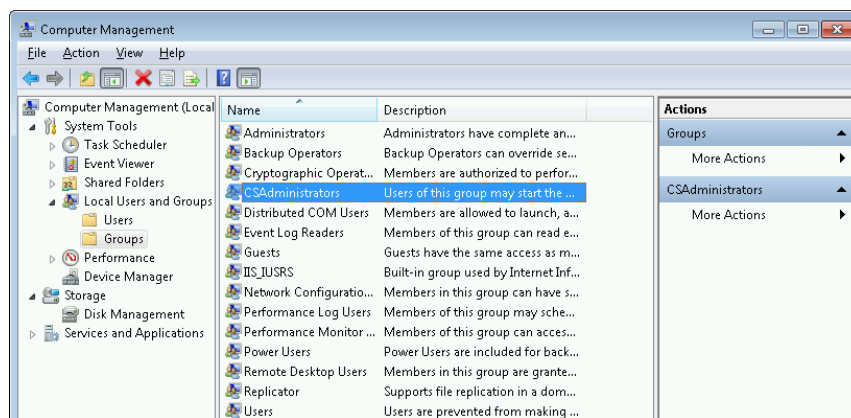 Computer Management
File Action View Help
Computer Management (Local
System Tools
Task Scheduler
Event Viewer
Shared Folders
Local Users and Groups
Users
Groups
Performance
Device Manager
Storage
Disk Management
Services and Applications
Name Description
Administrators Administrators have complete an...
Backup Operators Backup Operators can override se...
Cryptographic Operat... Members are authorized to perfor...
CSAdministrators Users of this group may start the ...
Distributed COM Users Members are allowed to launch, a...
Event Log Readers Members of this group can read e...
Guests Guests have the same access as m...
IIS_IUSRS Built-in group used by Internet Inf...
Network Configuratio... Members in this group can have s...
Performance Log Users Members of this group may sche...
Performance Monitor ... Members of this group can acces...
Power Users Power Users are included for back...
Remote Desktop Users Members in this group are grante...
Replicator Supports file replication in a dom...
Users Users are prevented from making ...
Actions
Groups
More Actions
CSAdministrators
More Actions